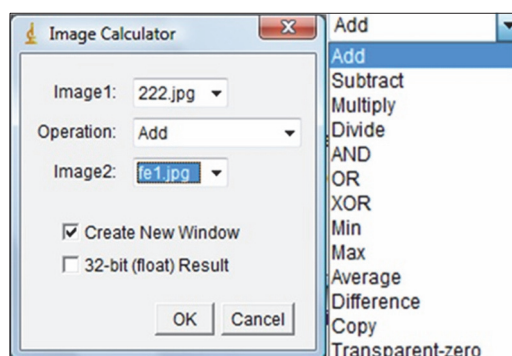 Image Calculator
Image1: 222.jpg
Operation: Add
Image2: fe1.jpg
Create New Window
32-bit (float) Result
OK Cancel
Add
Add
Subtract
Multiply
Divide
AND
OR
XOR
Min
Max
Average
Difference
Copy
Transparent-zero